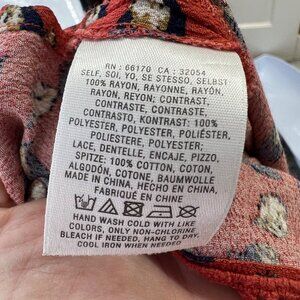 RN : 66170 CA : 32054
SELF, SOI, YO, SE STESSO, SELBST:
100% RAYON, RAYONNE, RAYÓN,
RAYON, REYON; CONTRAST,
CONTRASTE, CONTRASTE,
CONTRASTO, KONTRAST: 100%
POLYESTER, POLYESTER, POLIÉSTER,
POLIESTERE, POLYESTER;
LACE, DENTELLE, ENCAJE, PIZZO,
SPITZE: 100% COTTON, COTON,
ALGODÓN, COTONE, BAUMWOLLE
MADE IN CHINA / HECHO EN CHINA,
FABRIQUÉ EN CHINE
HAND WASH COLD WITH LIKE
COLORS, ONLY NON-CHLORINE
BLEACH IF NEEDED, HANG TO DRY,
COOL IRON WHEN NEEDED